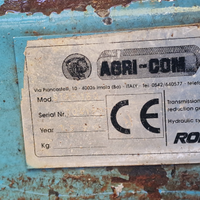 AGRI-COM
Via Fiancastelli, 10 - 40026 Imola (Bo) - ITALY - Tel. 0542/640577 -
Mod.
Transmission
Serial Nr
reduction g
Year
Hydraulic
Kg
CE
RO